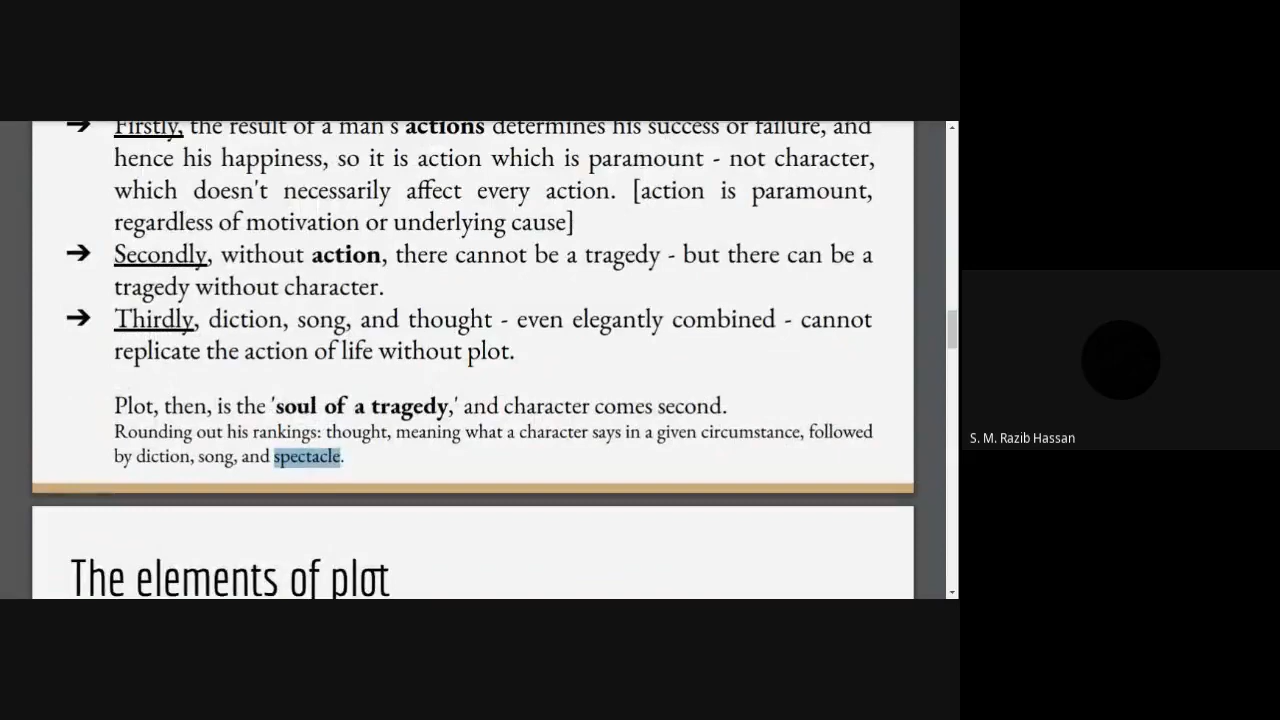 ➔ Firstly, the result of a man's actions determines his success or failure, and
hence his happiness, so it is action which is paramount - not character,
which doesn't necessarily affect every action. [action is paramount,
regardless of motivation or underlying cause]
➔ Secondly, without action, there cannot be a tragedy - but there can be a
tragedy without character.
➔ Thirdly, diction, song, and thought - even elegantly combined - cannot
replicate the action of life without plot.
Plot, then, is the 'soul of a tragedy,' and character comes second.
Rounding out his rankings: thought, meaning what a character says in a given circumstance, followed
by diction, song, and spectacle.
The elements of plot
S. M. Razib Hassan